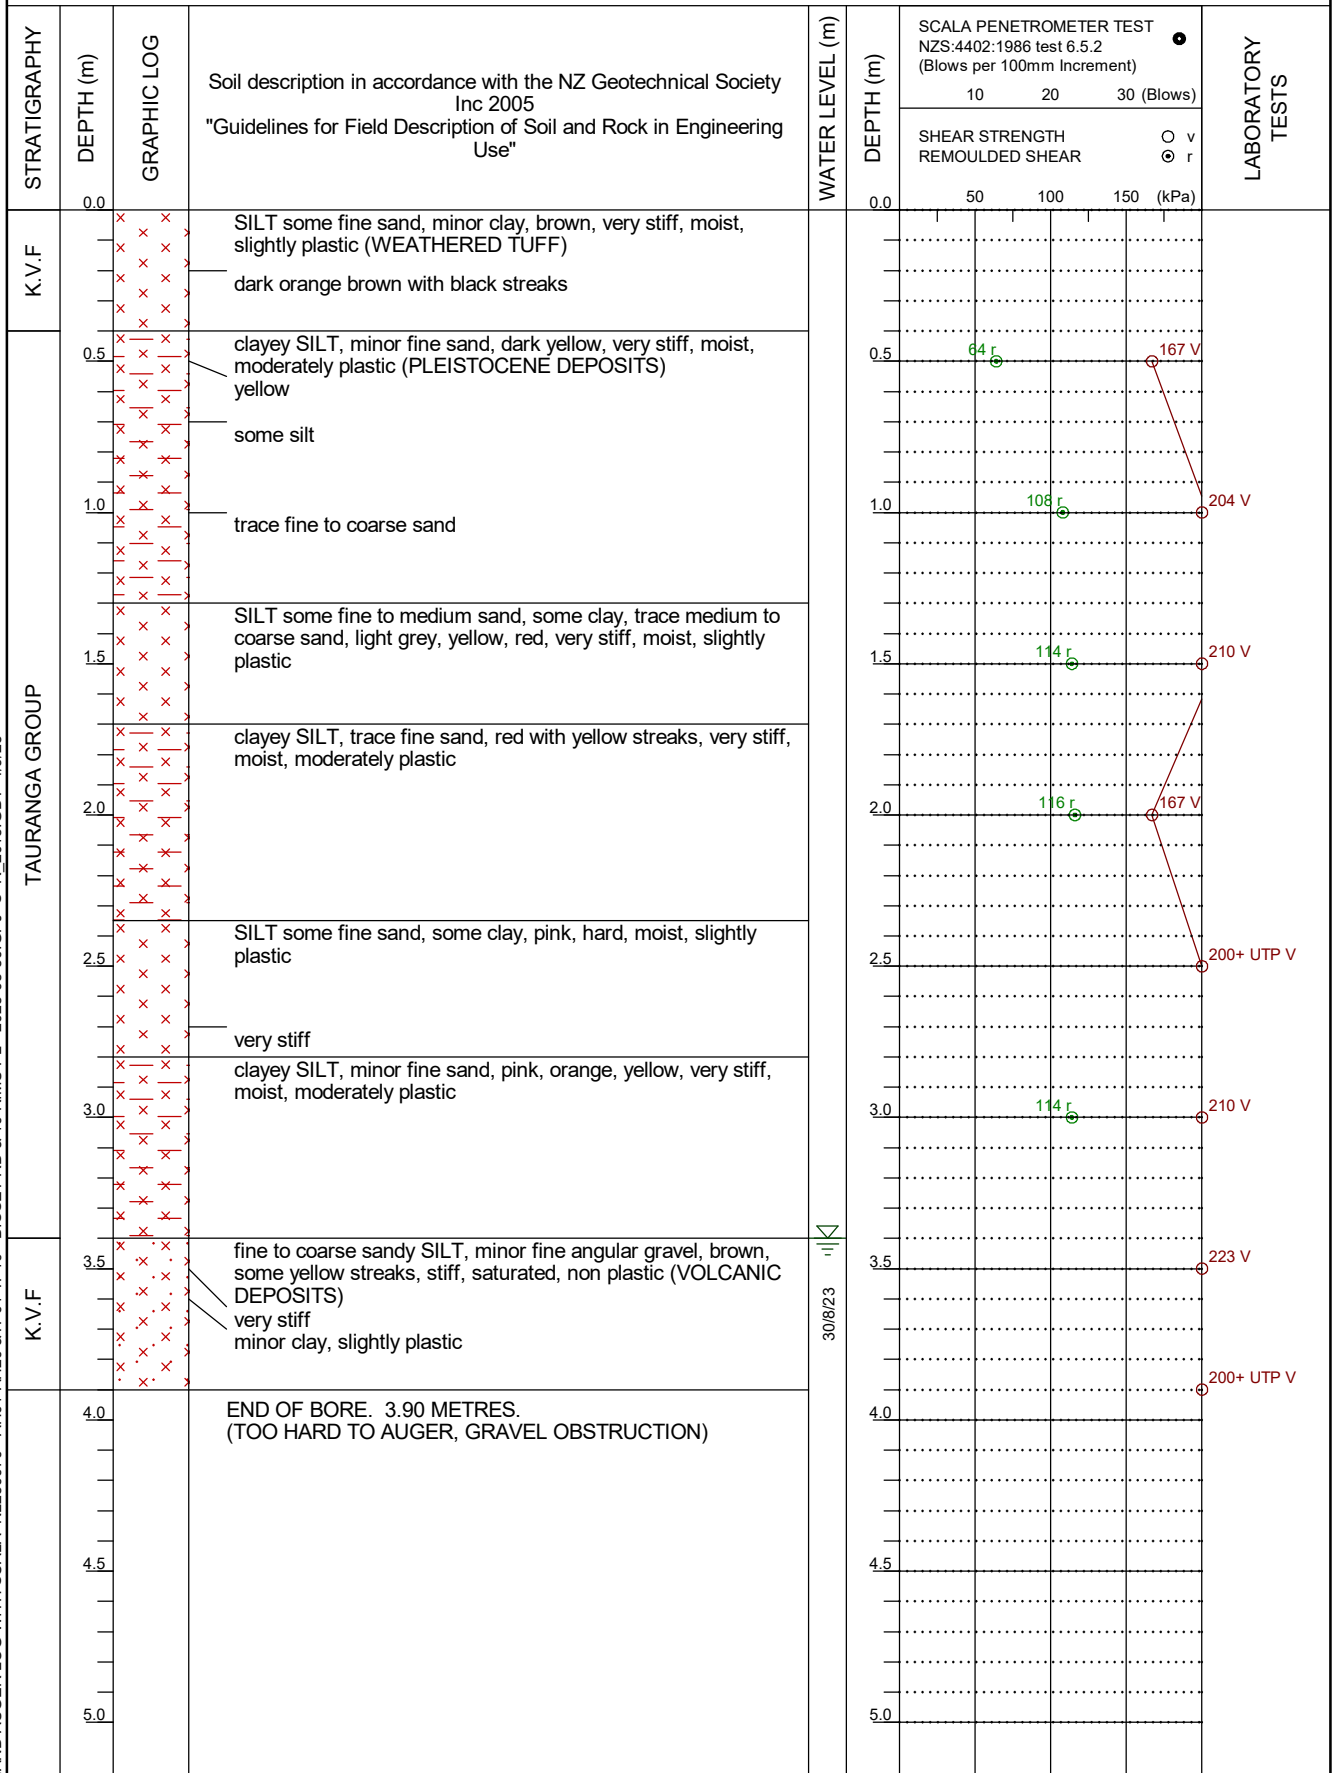 STRATIGRAPHY
DEPTH (m)
GRAPHIC LOG
Soil description in accordance with the NZ Geotechnical Society
Inc 2005
"Guidelines for Field Description of Soil and Rock in Engineering
Use"
WATER LEVEL (m)
DEPTH (m)
SCALA PENETROMETER TEST
NZS:4402:1986 test 6.5.2
(Blows per 100mm Increment)
10 20 30 (Blows)
SHEAR STRENGTH v
REMOULDED SHEAR r
50 100 150 (kPa)
LABORATORY
TESTS
0.0 0.0
K.V.F
SILT some fine sand, minor clay, brown, very stiff, moist,
slightly plastic (WEATHERED TUFF)
dark orange brown with black streaks
TAURANGA GROUP
clayey SILT, minor fine sand, dark yellow, very stiff, moist,
moderately plastic (PLEISTOCENE DEPOSITS)
0.5 0.5 64 r 167 V
yellow
some silt
1.0 1.0 108 r 204 V
trace fine to coarse sand
SILT some fine to medium sand, some clay, trace medium to
coarse sand, light grey, yellow, red, very stiff, moist, slightly
plastic
1.5 1.5 114 r 210 V
clayey SILT, trace fine sand, red with yellow streaks, very stiff,
moist, moderately plastic
2.0 2.0 116 r 167 V
SILT some fine sand, some clay, pink, hard, moist, slightly
plastic
2.5 2.5 200+ UTP V
very stiff
clayey SILT, minor fine sand, pink, orange, yellow, very stiff,
moist, moderately plastic
3.0 3.0 114 r 210 V
K.V.F
fine to coarse sandy SILT, minor fine angular gravel, brown,
some yellow streaks, stiff, saturated, non plastic (VOLCANIC
DEPOSITS)
3.5 3.5 223 V
very stiff
minor clay, slightly plastic
30/8/23
200+ UTP V
END OF BORE. 3.90 METRES.
(TOO HARD TO AUGER, GRAVEL OBSTRUCTION)
4.0 4.0
4.5 4.5
5.0 5.0